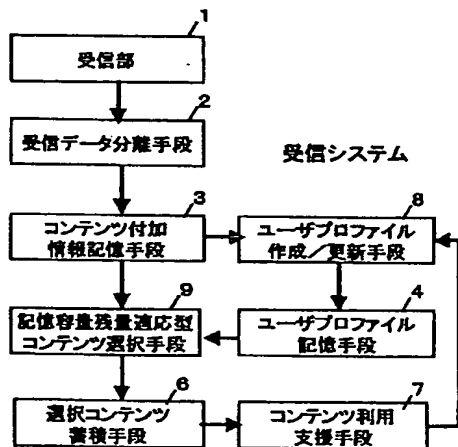 1
受信部
2
受信データ分離手段
受信システム
3
コンテンツ付加
情報記憶手段
8
ユーザプロファイル
作成／更新手段
9
記憶容量残量適応型
コンテンツ選択手段
4
ユーザプロファイル
記憶手段
6
選択コンテンツ
蓄積手段
7
コンテンツ利用
支援手段